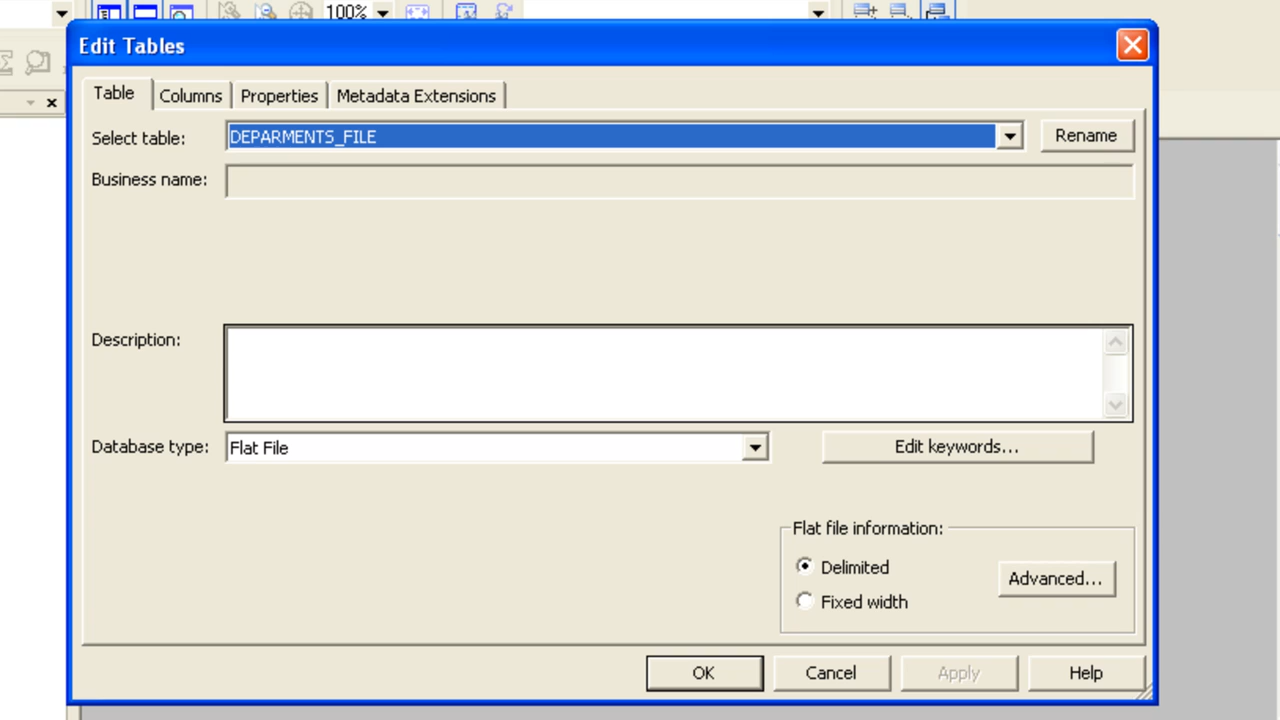 100%
Edit Tables
Table Columns Properties Metadata Extensions
Select table: DEPARMENTS_FILE Rename
Business name:
Description:
Database type: Flat File Edit keywords...
Flat file information:
Delimited Advanced...
Fixed width
OK Cancel Apply Help